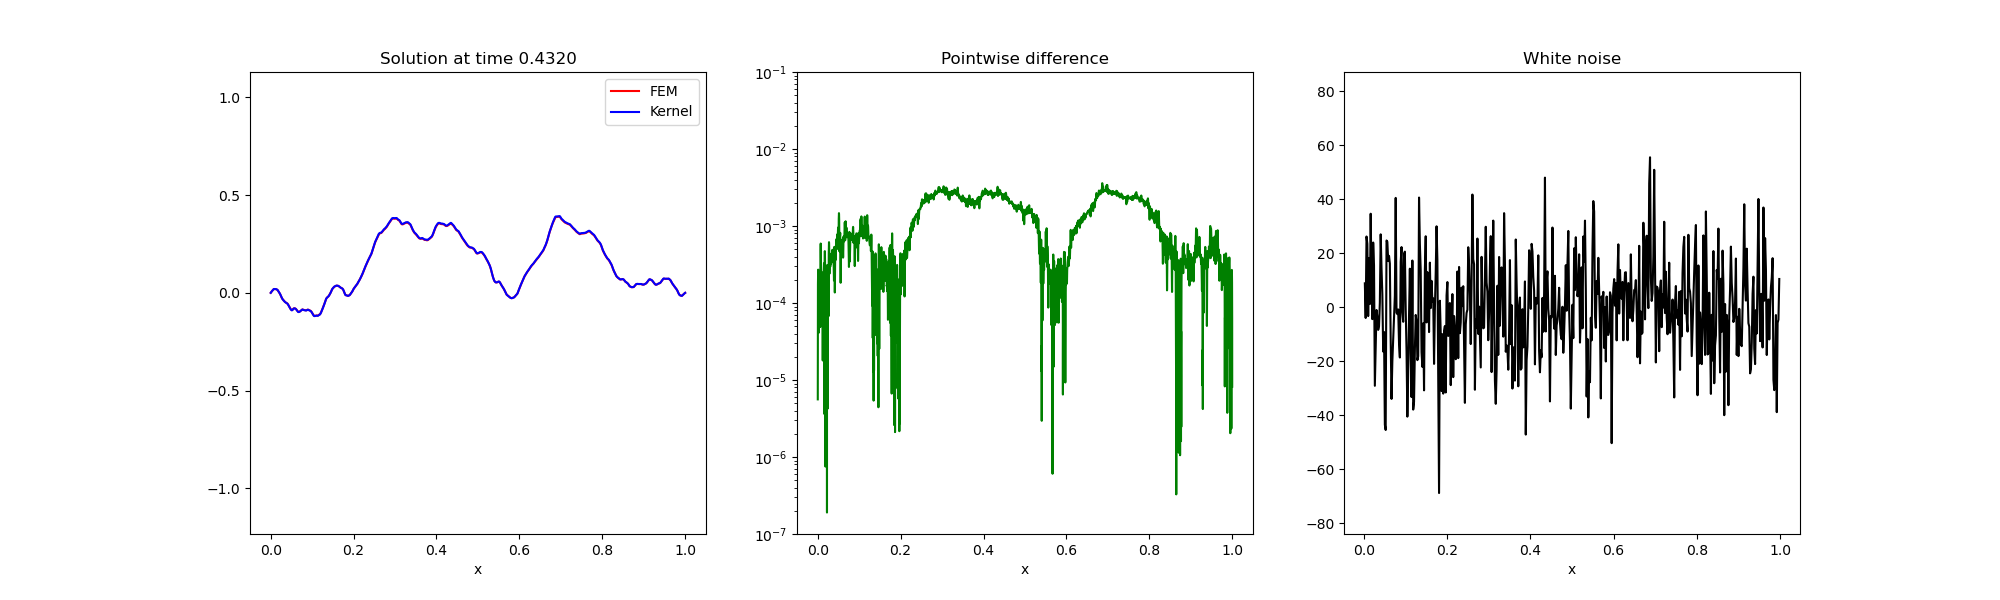 Solution at time 0.4320
1.0
0.5
0.0
−0.5
−1.0
0.0 0.2 0.4 0.6 0.8 1.0
x
FEM
Kernel
Pointwise difference
10⁻¹
10⁻²
10⁻³
10⁻⁴
10⁻⁵
10⁻⁶
10⁻⁷
0.0 0.2 0.4 0.6 0.8 1.0
x
White noise
80
60
40
20
0
−20
−40
−60
−80
0.0 0.2 0.4 0.6 0.8 1.0
x